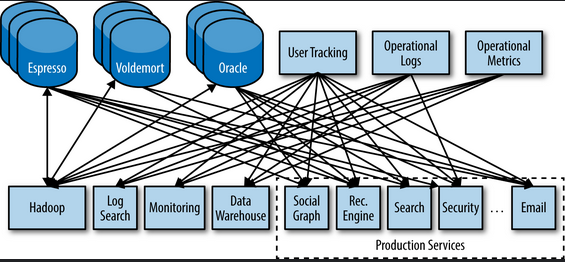 Espresso
Voldemort
Oracle
User Tracking
Operational
Logs
Operational
Metrics
Hadoop
Log
Search
Monitoring
Data
Warehouse
Social
Graph
Rec.
Engine
Search
Security
...
Email
Production Services